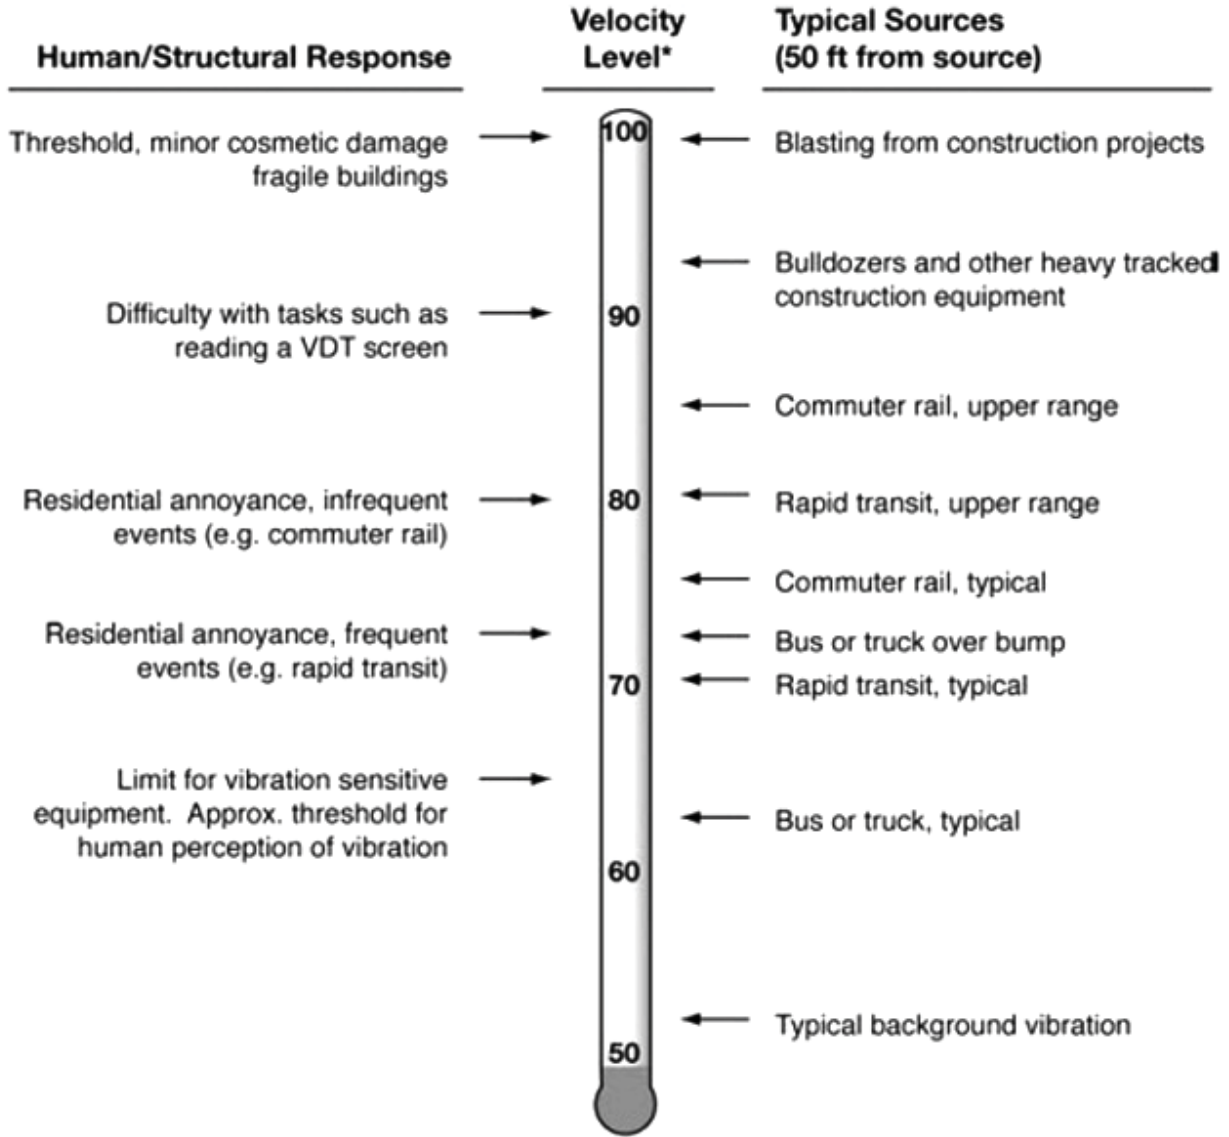 Human/Structural Response
Velocity
Level*
Typical Sources
(50 ft from source)
Threshold, minor cosmetic damage
fragile buildings
100
Blasting from construction projects
Bulldozers and other heavy tracked
construction equipment
Difficulty with tasks such as
reading a VDT screen
90
Commuter rail, upper range
Residential annoyance, infrequent
events (e.g. commuter rail)
80
Rapid transit, upper range
Commuter rail, typical
Residential annoyance, frequent
events (e.g. rapid transit)
Bus or truck over bump
70
Rapid transit, typical
Limit for vibration sensitive
equipment. Approx. threshold for
human perception of vibration
Bus or truck, typical
60
Typical background vibration
50